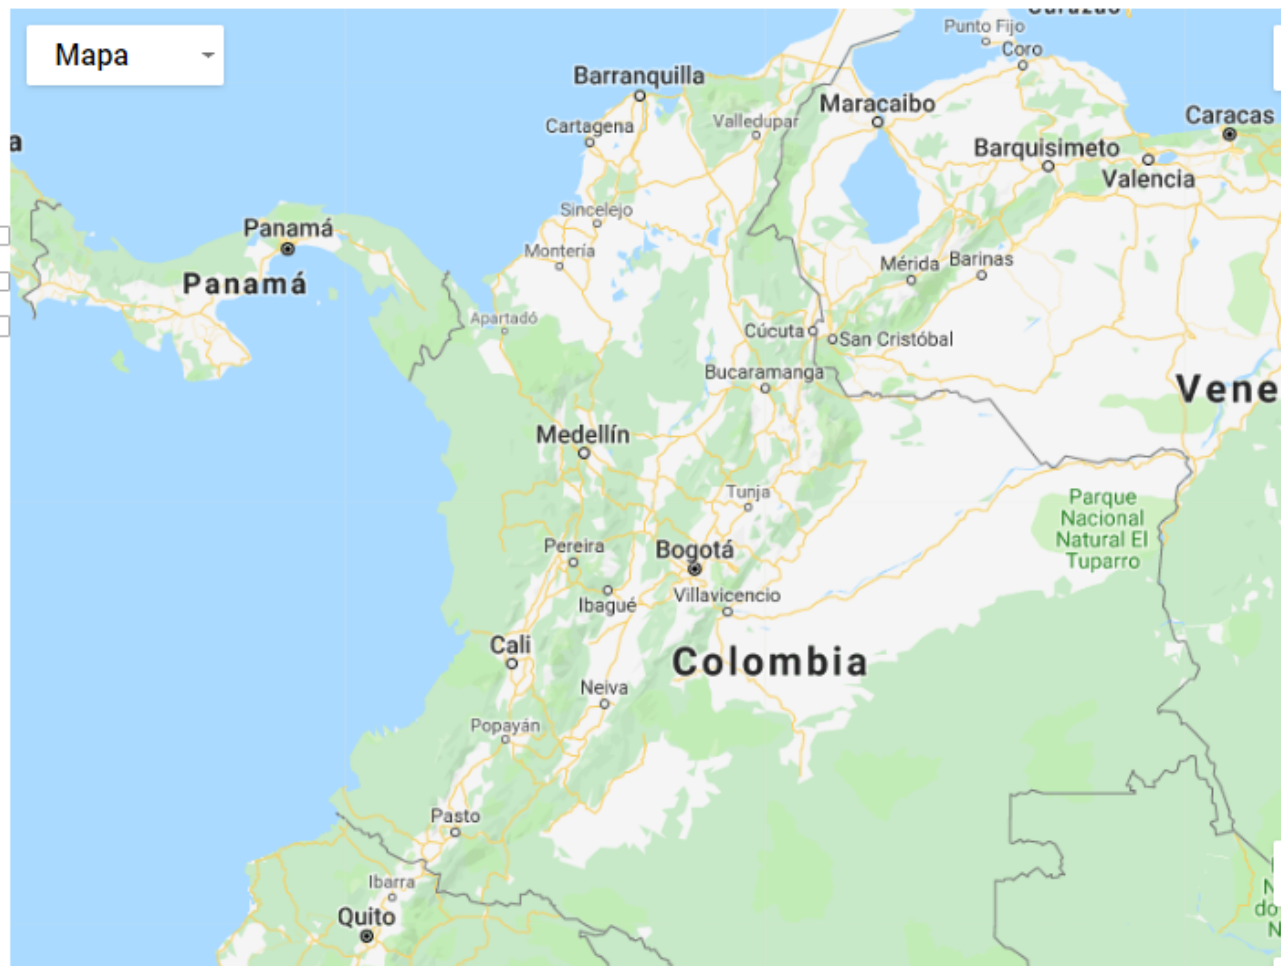 Curazao
Mapa
Punto Fijo
Coro
Barranquilla
Maracaibo
Caracas
Cartagena
Valledupar
a
Barquisimeto
Valencia
Sincelejo
Panamá
Montería
Mérida
Barinas
Panamá
Apartadó
Cúcuta
San Cristóbal
Bucaramanga
Vene
Medellín
Tunja
Parque
Nacional
Natural El
Tuparro
Pereira
Bogotá
Villavicencio
Ibagué
Cali
Colombia
Neiva
Popayán
Pasto
Ibarra
N
do
N
Quito